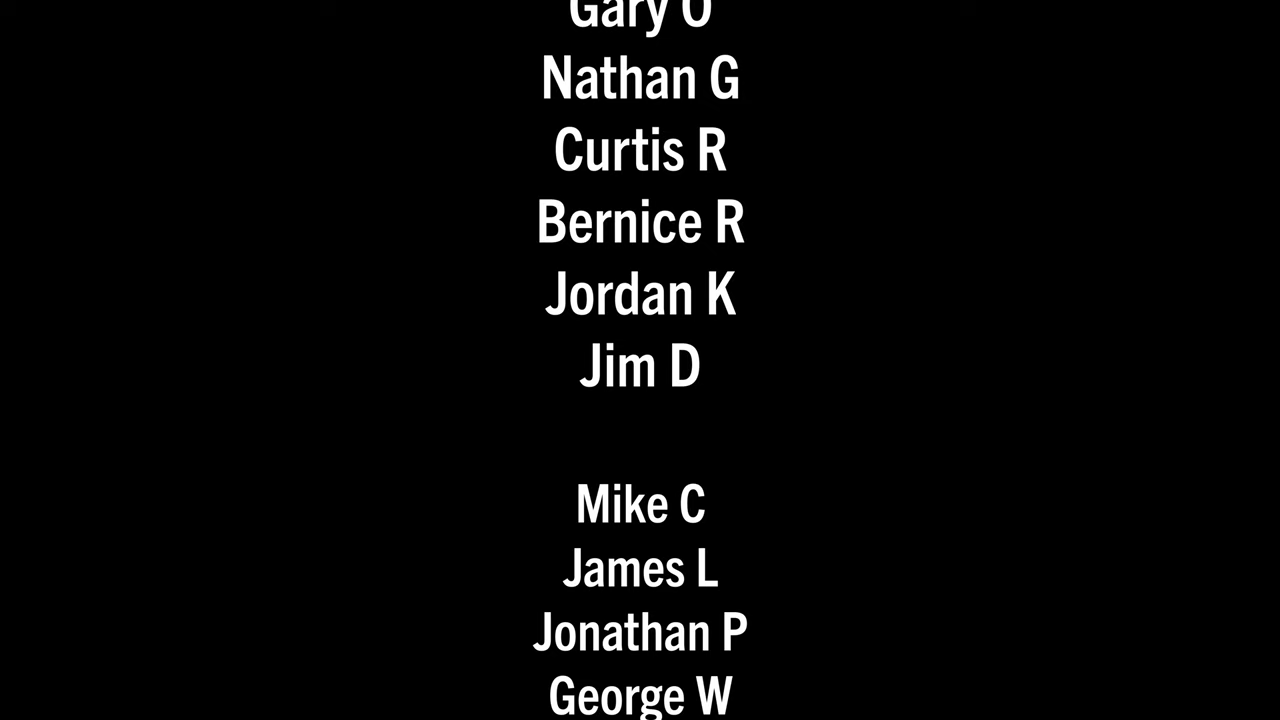 Gary O
Nathan G
Curtis R
Bernice R
Jordan K
Jim D
Mike C
James L
Jonathan P
George W